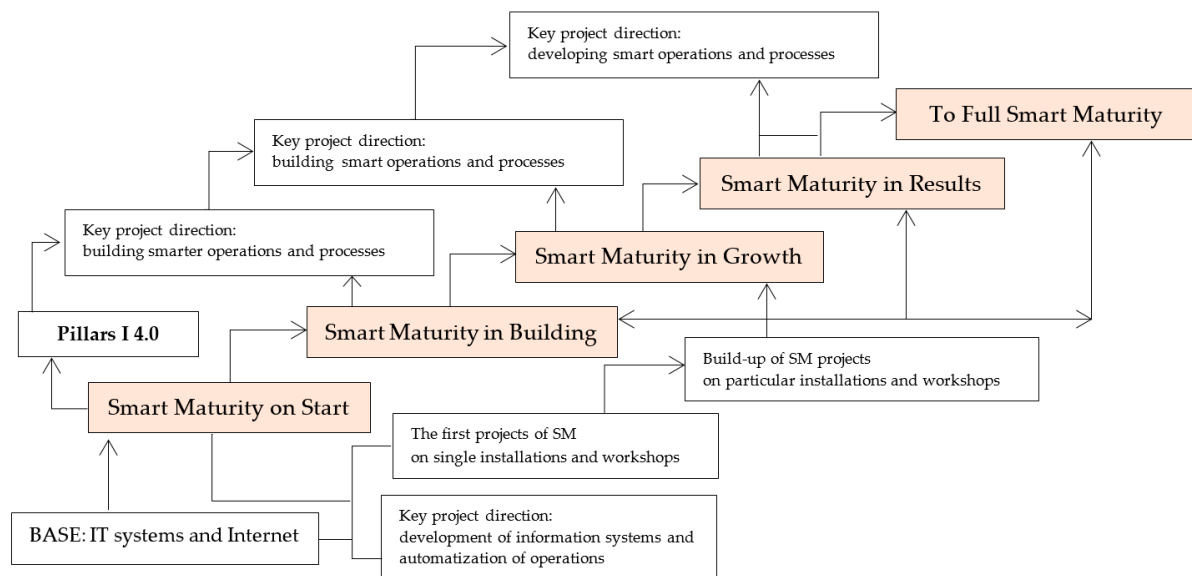 Key project direction:
developing smart operations and processes
To Full Smart Maturity
Key project direction:
building smart operations and processes
Smart Maturity in Results
Key project direction:
building smarter operations and processes
Smart Maturity in Growth
Pillars I 4.0
Smart Maturity in Building
Build-up of SM projects
on particular installations and workshops
Smart Maturity on Start
The first projects of SM
on single installations and workshops
BASE: IT systems and Internet
Key project direction:
development of information systems and
automatization of operations